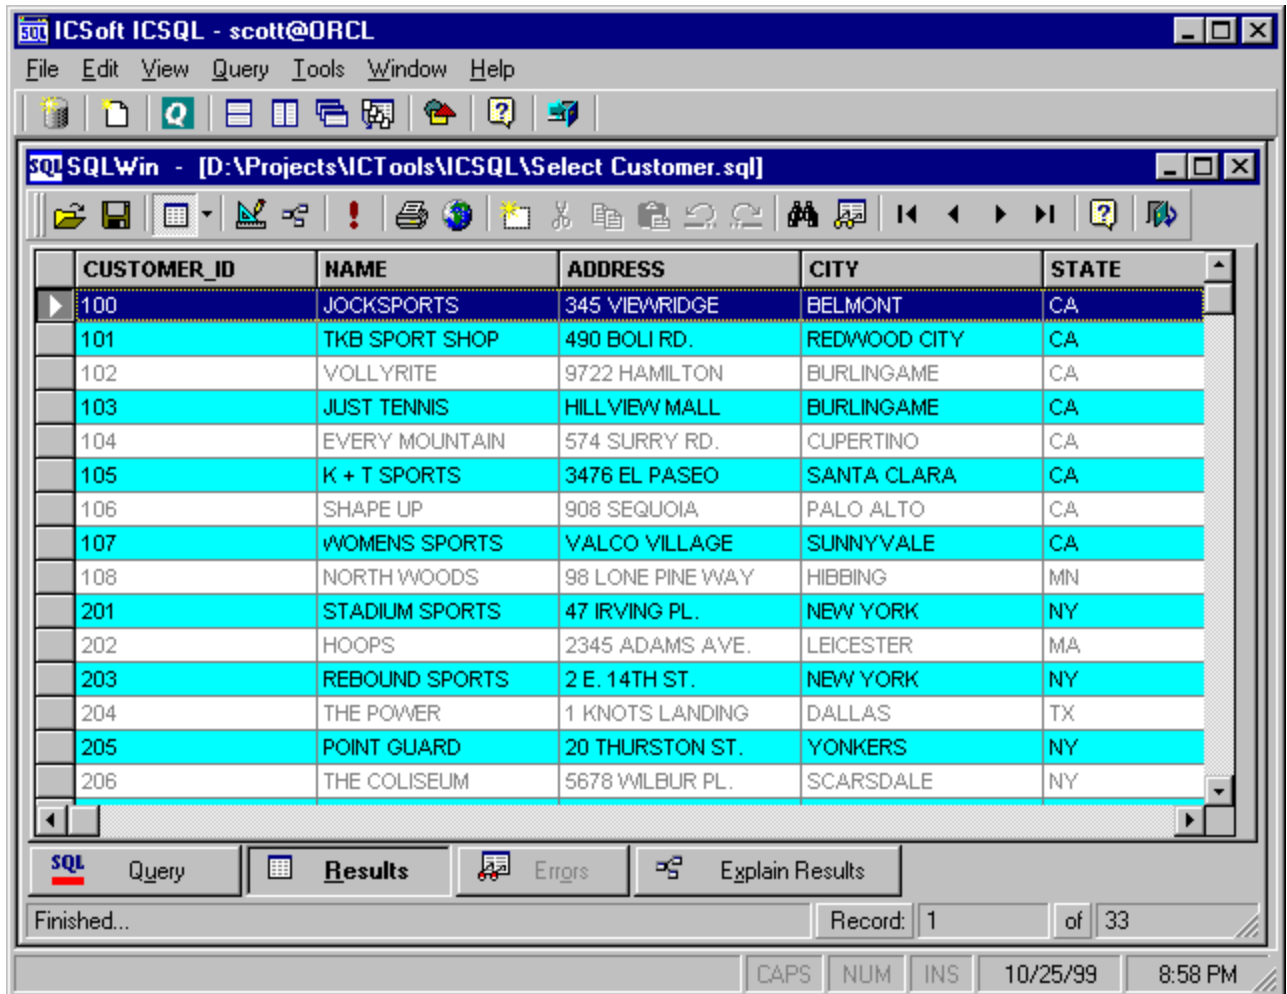 SQL ICSoft ICSQL - scott@ORCL
File Edit View Query Tools Window Help
Q ?
SQL SQLWin - [D:\Projects\ICTools\ICSQL\Select Customer.sql]
! ?
CUSTOMER_ID NAME ADDRESS CITY STATE
100 JOCKSPORTS 345 VIEWRIDGE BELMONT CA
101 TKB SPORT SHOP 490 BOLI RD. REDWOOD CITY CA
102 VOLLYRITE 9722 HAMILTON BURLINGAME CA
103 JUST TENNIS HILLVIEW MALL BURLINGAME CA
104 EVERY MOUNTAIN 574 SURRY RD. CUPERTINO CA
105 K + T SPORTS 3476 EL PASEO SANTA CLARA CA
106 SHAPE UP 908 SEQUOIA PALO ALTO CA
107 WOMENS SPORTS VALCO VILLAGE SUNNYVALE CA
108 NORTH WOODS 98 LONE PINE WAY HIBBING MN
201 STADIUM SPORTS 47 IRVING PL. NEW YORK NY
202 HOOPS 2345 ADAMS AVE. LEICESTER MA
203 REBOUND SPORTS 2 E. 14TH ST. NEW YORK NY
204 THE POWER 1 KNOTS LANDING DALLAS TX
205 POINT GUARD 20 THURSTON ST. YONKERS NY
206 THE COLISEUM 5678 WILBUR PL. SCARSDALE NY
SQL Query Results Errors Explain Results
Finished... Record: 1 of 33
CAPS NUM INS 10/25/99 8:58 PM